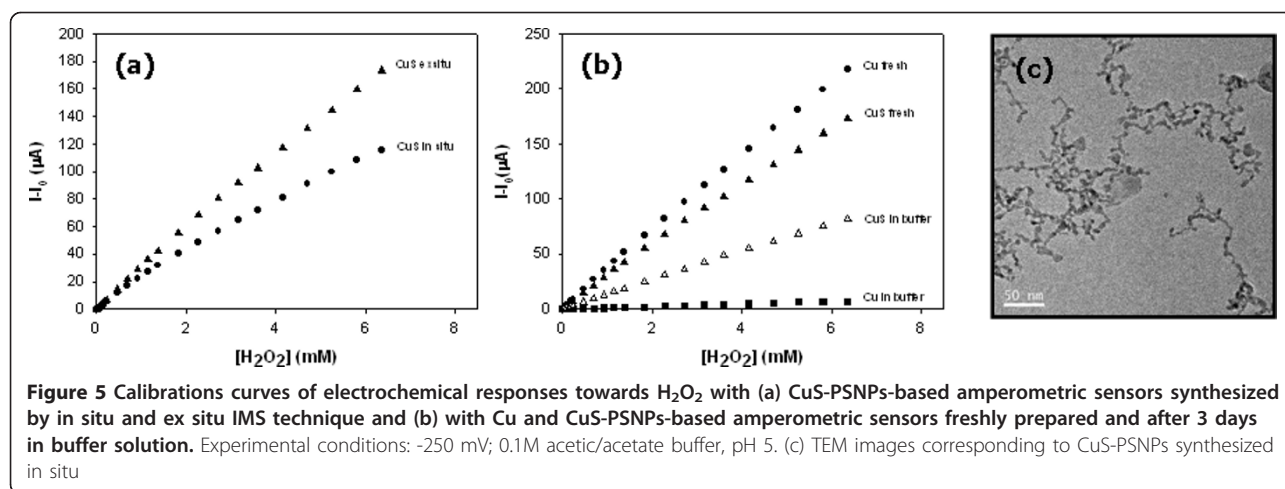 (a)
200
180
160
140
120
100
80
60
40
20
0
I-I₀ (µA)
CuS ex situ
CuS in situ
0 2 4 6 8
[H₂O₂] (mM)
(b)
250
200
150
100
50
0
I-I₀ (µA)
Cu fresh
CuS fresh
CuS in buffer
Cu in buffer
0 2 4 6 8
[H₂O₂] (mM)
(c)
50 nm
Figure 5 Calibrations curves of electrochemical responses towards H₂O₂ with (a) CuS-PSNPs-based amperometric sensors synthesized
by in situ and ex situ IMS technique and (b) with Cu and CuS-PSNPs-based amperometric sensors freshly prepared and after 3 days
in buffer solution. Experimental conditions: -250 mV; 0.1M acetic/acetate buffer, pH 5. (c) TEM images corresponding to CuS-PSNPs synthesized
in situ